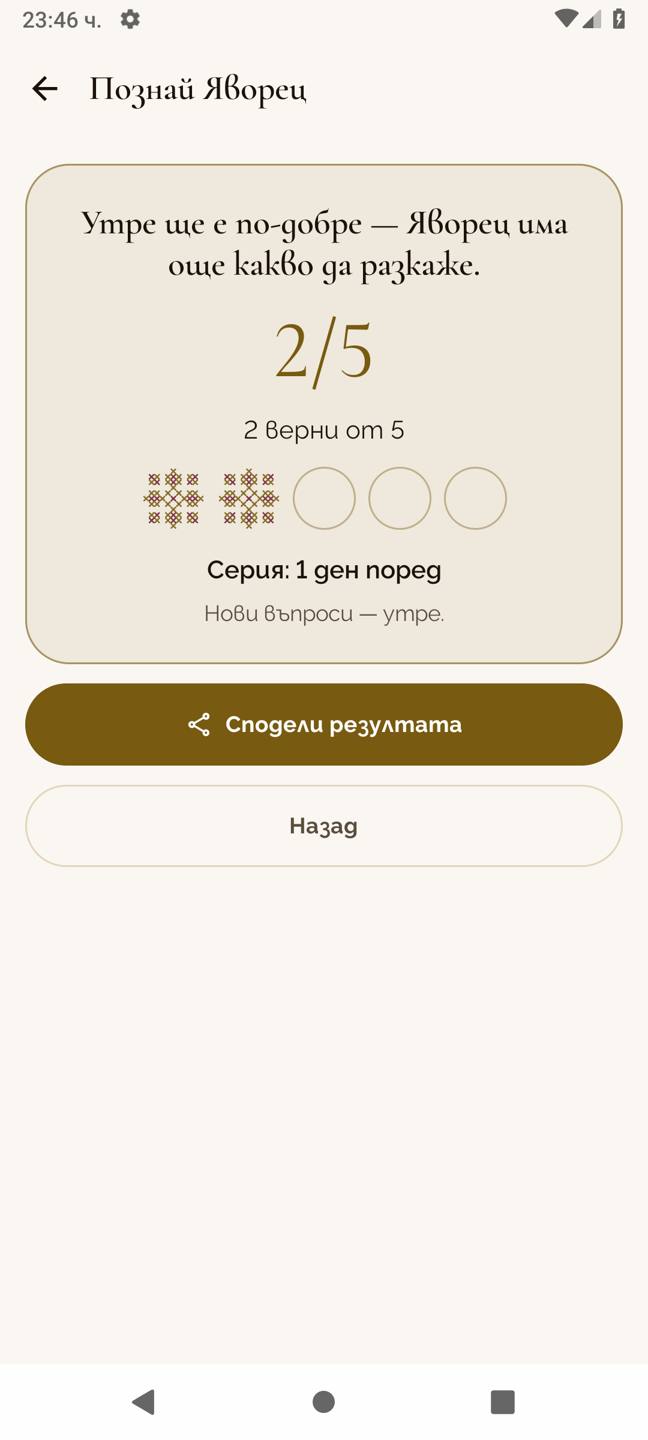 23:46 ч.
Познай Яворец
Утре ще е по-добре — Яворец има
още какво да разкаже.
2/5
2 верни от 5
Серия: 1 ден поред
Нови въпроси — утре.
Сподели резултата
Назад